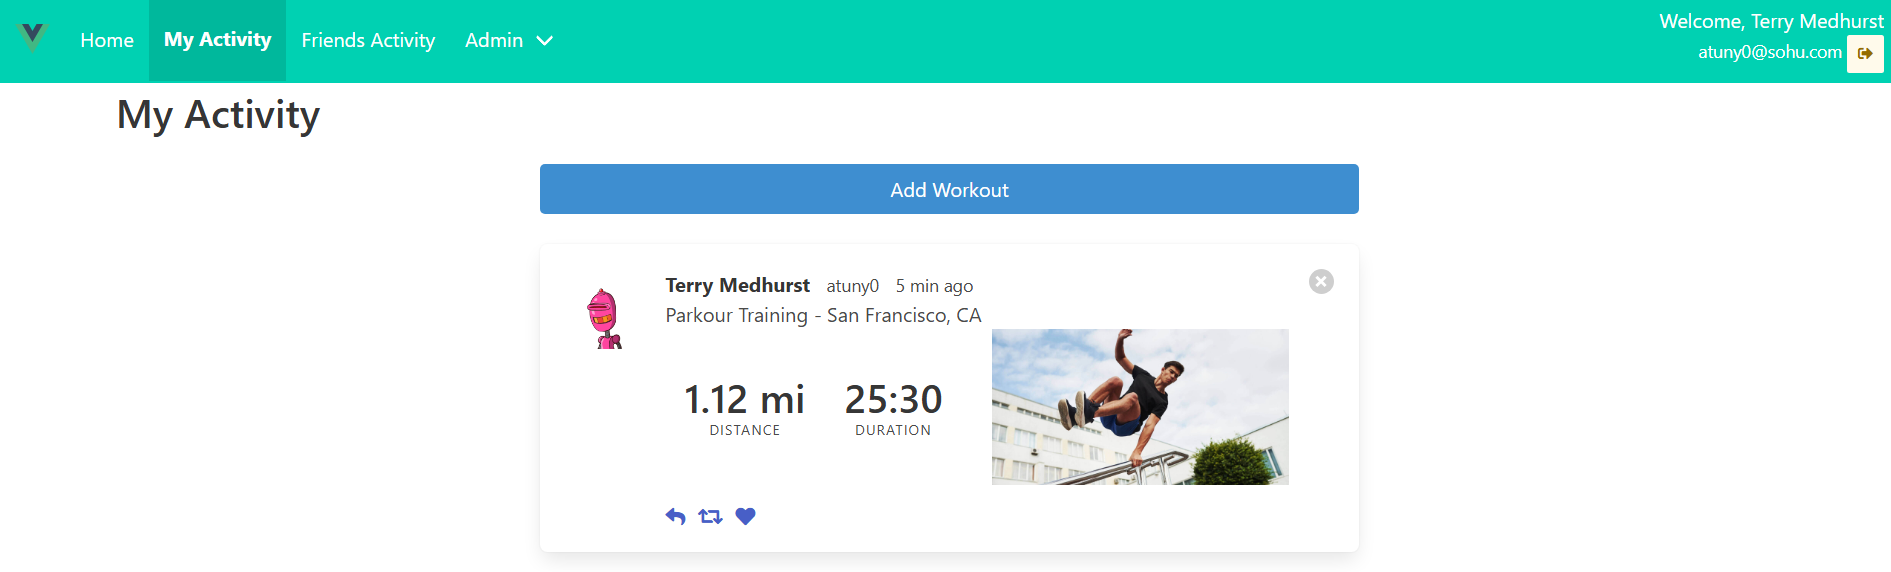 Home My Activity Friends Activity Admin
Welcome, Terry Medhurst
atuny0@sohu.com
My Activity
Add Workout
Terry Medhurst atuny0 5 min ago
Parkour Training - San Francisco, CA
1.12 mi 25:30
DISTANCE DURATION